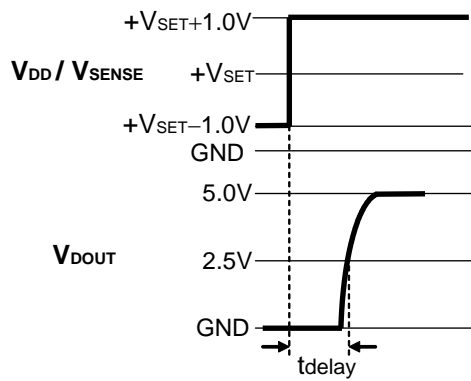 +VSET+1.0V
VDD / VSENSE
+VSET
+VSET−1.0V
GND
5.0V
VDOUT
2.5V
GND
tdelay